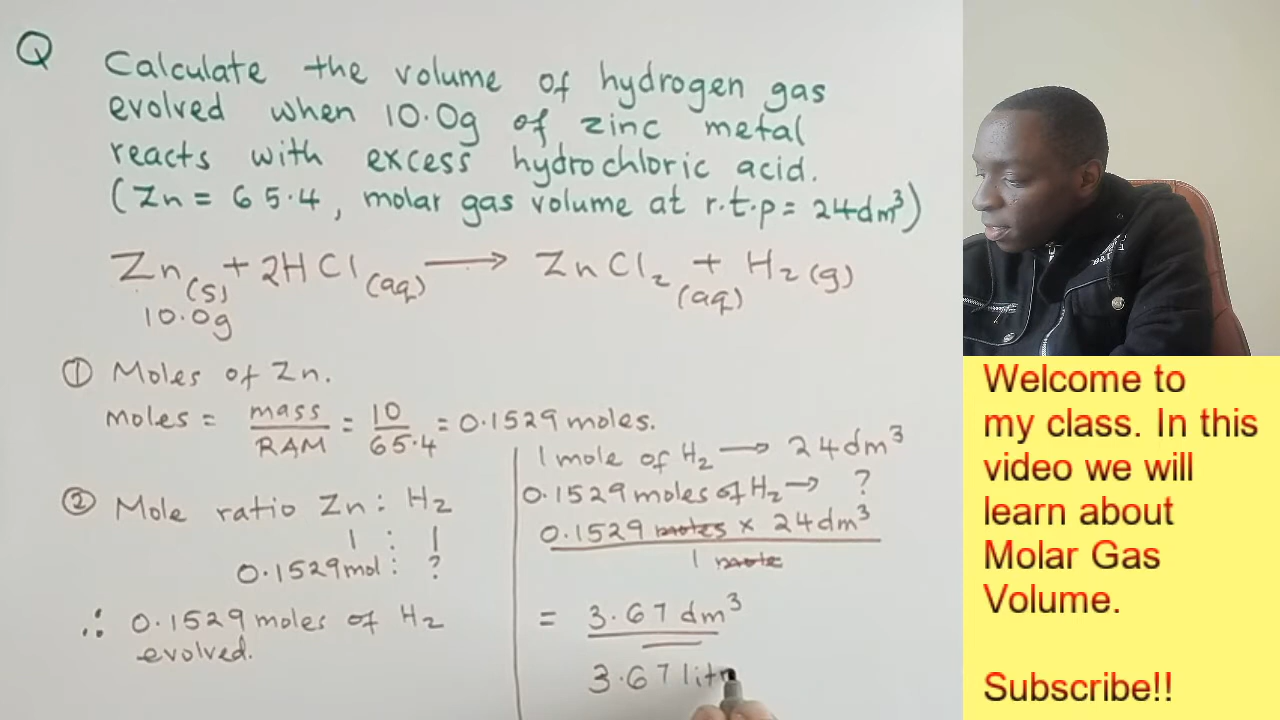 Q
Calculate the volume of hydrogen gas
evolved when 10.0g of zinc metal
reacts with excess hydrochloric acid.
(Zn = 65.4, molar gas volume at r.t.p = 24dm³)
Zn(s) + 2HCl(aq) ⟶ ZnCl₂(aq) + H₂(g)
10.0g
① Moles of Zn.
moles = mass/RAM = 10/65.4 = 0.1529 moles.
② Mole ratio Zn : H₂
1 : 1
0.1529mol : ?
∴ 0.1529 moles of H₂
evolved.
1 mole of H₂ ⟶ 24dm³
0.1529 moles of H₂ ⟶ ?
0.1529 moles × 24dm³
1 mole
= 3.67 dm³
3.67 lit
Welcome to
my class. In this
video we will
learn about
Molar Gas
Volume.
Subscribe!!